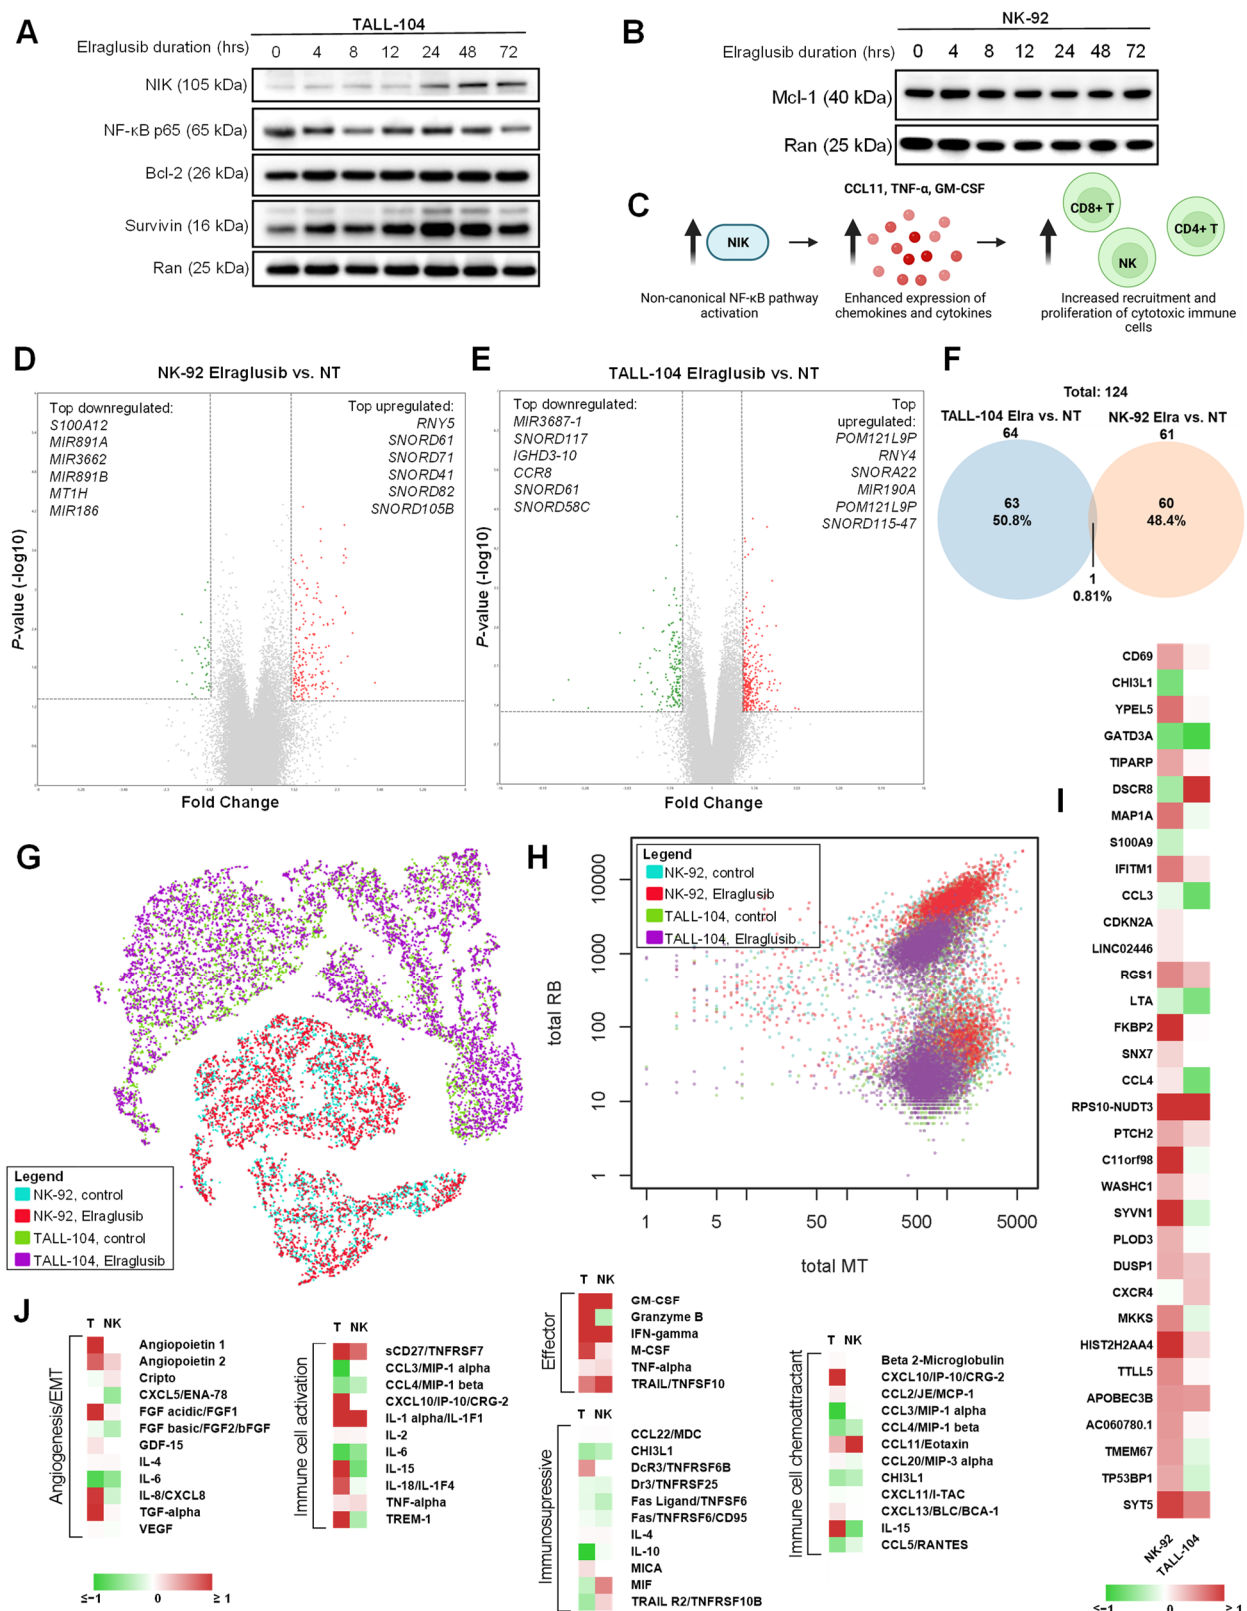 A
TALL-104
Elraglusib duration (hrs) 0 4 8 12 24 48 72
NIK (105 kDa)
NF-κB p65 (65 kDa)
Bcl-2 (26 kDa)
Survivin (16 kDa)
Ran (25 kDa)
B
NK-92
Elraglusib duration (hrs) 0 4 8 12 24 48 72
Mcl-1 (40 kDa)
Ran (25 kDa)
C
NIK
Non-canonical NF-κB pathway
activation
CCL11, TNF-α, GM-CSF
Enhanced expression of
chemokines and cytokines
CD8+ T
CD4+ T
NK
Increased recruitment and
proliferation of cytotoxic immune
cells
D
NK-92 Elraglusib vs. NT
Top downregulated:
S100A12
MIR891A
MIR3662
MIR891B
MT1H
MIR186
Top upregulated:
RNY5
SNORD61
SNORD71
SNORD41
SNORD82
SNORD105B
P-value (-log10)
Fold Change
E
TALL-104 Elraglusib vs. NT
Top downregulated:
MIR3687-1
SNORD117
IGHD3-10
CCR8
SNORD61
SNORD58C
Top
upregulated:
POM121L9P
RNY4
SNORA22
MIR190A
POM121L9P
SNORD115-47
P-value (-log10)
Fold Change
F
Total: 124
TALL-104 Elra vs. NT
64
NK-92 Elra vs. NT
61
63
50.8%
60
48.4%
1
0.81%
G
Legend
NK-92, control
NK-92, Elraglusib
TALL-104, control
TALL-104, Elraglusib
H
Legend
NK-92, control
NK-92, Elraglusib
TALL-104, control
TALL-104, Elraglusib
total RB
10000
1000
100
10
1
1 5 50 500 5000
total MT
I
CD69
CHI3L1
YPEL5
GATD3A
TIPARP
DSCR8
MAP1A
S100A9
IFITM1
CCL3
CDKN2A
LINC02446
RGS1
LTA
FKBP2
SNX7
CCL4
RPS10-NUDT3
PTCH2
C11orf98
WASHC1
SYVN1
PLOD3
DUSP1
CXCR4
MKKS
HIST2H2AA4
TTLL5
APOBEC3B
AC060780.1
TMEM67
TP53BP1
SYT5
NK-92
TALL-104
≤−1 0 ≥ 1
J
Angiogenesis/EMT
T NK
Angiopoietin 1
Angiopoietin 2
Cripto
CXCL5/ENA-78
FGF acidic/FGF1
FGF basic/FGF2/bFGF
GDF-15
IL-4
IL-6
IL-8/CXCL8
TGF-alpha
VEGF
≤−1 0 ≥ 1
Immune cell activation
T NK
sCD27/TNFRSF7
CCL3/MIP-1 alpha
CCL4/MIP-1 beta
CXCL10/IP-10/CRG-2
IL-1 alpha/IL-1F1
IL-2
IL-6
IL-15
IL-18/IL-1F4
TNF-alpha
TREM-1
Effector
T NK
GM-CSF
Granzyme B
IFN-gamma
M-CSF
TNF-alpha
TRAIL/TNFSF10
Immunosupressive
CCL22/MDC
CHI3L1
DcR3/TNFRSF6B
Dr3/TNFRSF25
Fas Ligand/TNFSF6
Fas/TNFRSF6/CD95
IL-4
IL-10
MICA
MIF
TRAIL R2/TNFRSF10B
Immune cell chemoattractant
T NK
Beta 2-Microglobulin
CXCL10/IP-10/CRG-2
CCL2/JE/MCP-1
CCL3/MIP-1 alpha
CCL4/MIP-1 beta
CCL11/Eotaxin
CCL20/MIP-3 alpha
CHI3L1
CXCL11/I-TAC
CXCL13/BLC/BCA-1
IL-15
CCL5/RANTES